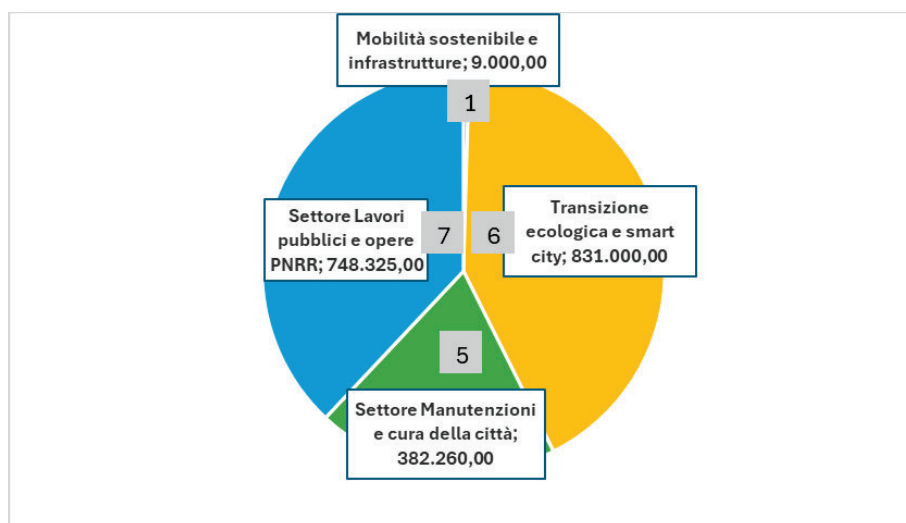 Mobilità sostenibile e
infrastrutture; 9.000,00
1
Settore Lavori
pubblici e opere
PNRR; 748.325,00
7
6
Transizione
ecologica e smart
city; 831.000,00
5
Settore Manutenzioni
e cura della città;
382.260,00